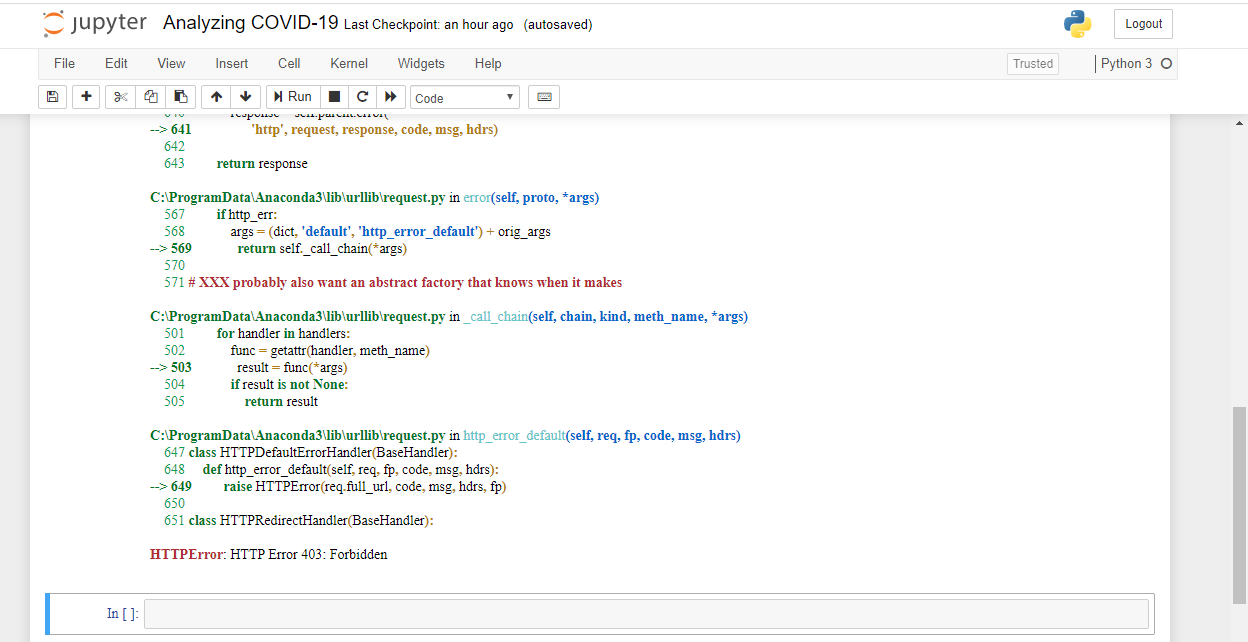 jupyter Analyzing COVID-19 Last Checkpoint: an hour ago (autosaved)
Logout
File Edit View Insert Cell Kernel Widgets Help
Trusted
Python 3
Run
Code
response = self.parent.error(
--> 641 'http', request, response, code, msg, hdrs)
642
643 return response
C:\ProgramData\Anaconda3\lib\urllib\request.py in error(self, proto, *args)
567 if http_err:
568 args = (dict, 'default', 'http_error_default') + orig_args
--> 569 return self._call_chain(*args)
570
571 # XXX probably also want an abstract factory that knows when it makes
C:\ProgramData\Anaconda3\lib\urllib\request.py in _call_chain(self, chain, kind, meth_name, *args)
501 for handler in handlers:
502 func = getattr(handler, meth_name)
--> 503 result = func(*args)
504 if result is not None:
505 return result
C:\ProgramData\Anaconda3\lib\urllib\request.py in http_error_default(self, req, fp, code, msg, hdrs)
647 class HTTPDefaultErrorHandler(BaseHandler):
648 def http_error_default(self, req, fp, code, msg, hdrs):
--> 649 raise HTTPError(req.full_url, code, msg, hdrs, fp)
650
651 class HTTPRedirectHandler(BaseHandler):
HTTPError: HTTP Error 403: Forbidden
In [ ]: